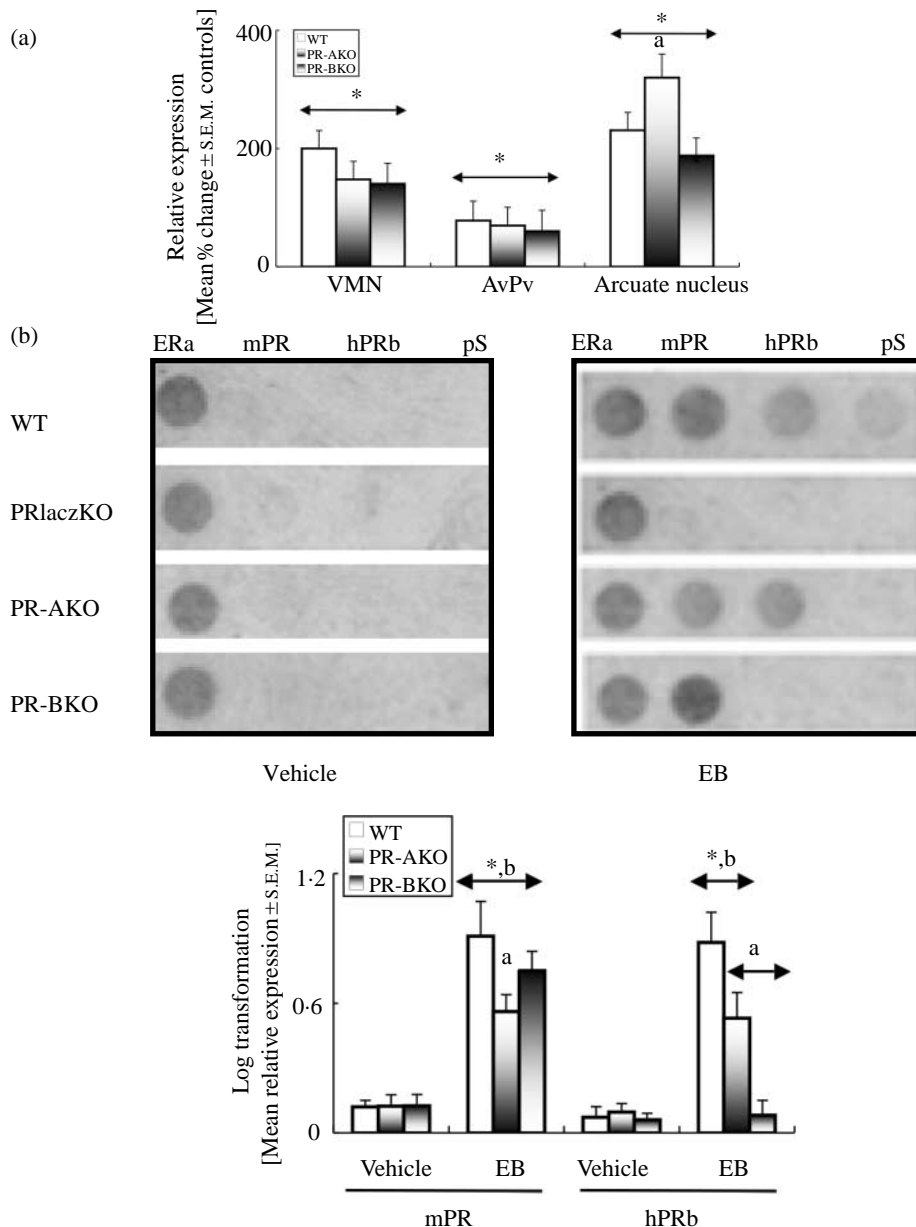 (a)
Relative expression
[Mean % change ± S.E.M. controls]
400
200
0
WT
PR-AKO
PR-BKO
*
*
*
a
VMN AvPv Arcuate nucleus
(b)
ERa mPR hPRb pS
ERa mPR hPRb pS
WT
PRlaczKO
PR-AKO
PR-BKO
Vehicle EB
Log transformation
[Mean relative expression ± S.E.M.]
1·2
0·6
0
WT
PR-AKO
PR-BKO
*,b
a
*,b
a
Vehicle EB Vehicle EB
mPR hPRb